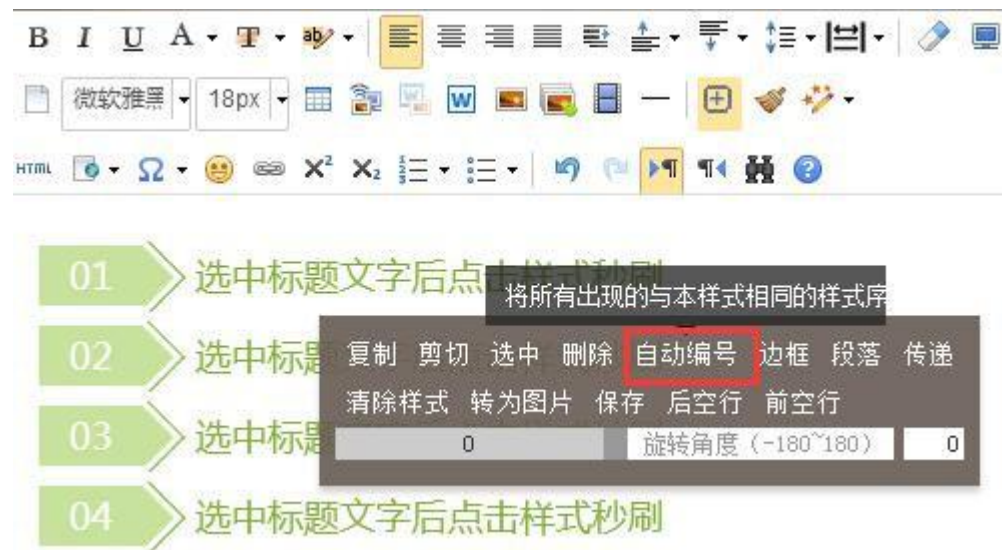 B I U A T ab
微软雅黑 18px W
HTML Ω X² X₂
01 选中标题文字后点击样式秒刷
将所有出现的与本样式相同的样式序
02 选中标题
复制 剪切 选中 删除 自动编号 边框 段落 传递
清除样式 转为图片 保存 后空行 前空行
03 选中标题
0 旋转角度（-180~180） 0
04 选中标题文字后点击样式秒刷